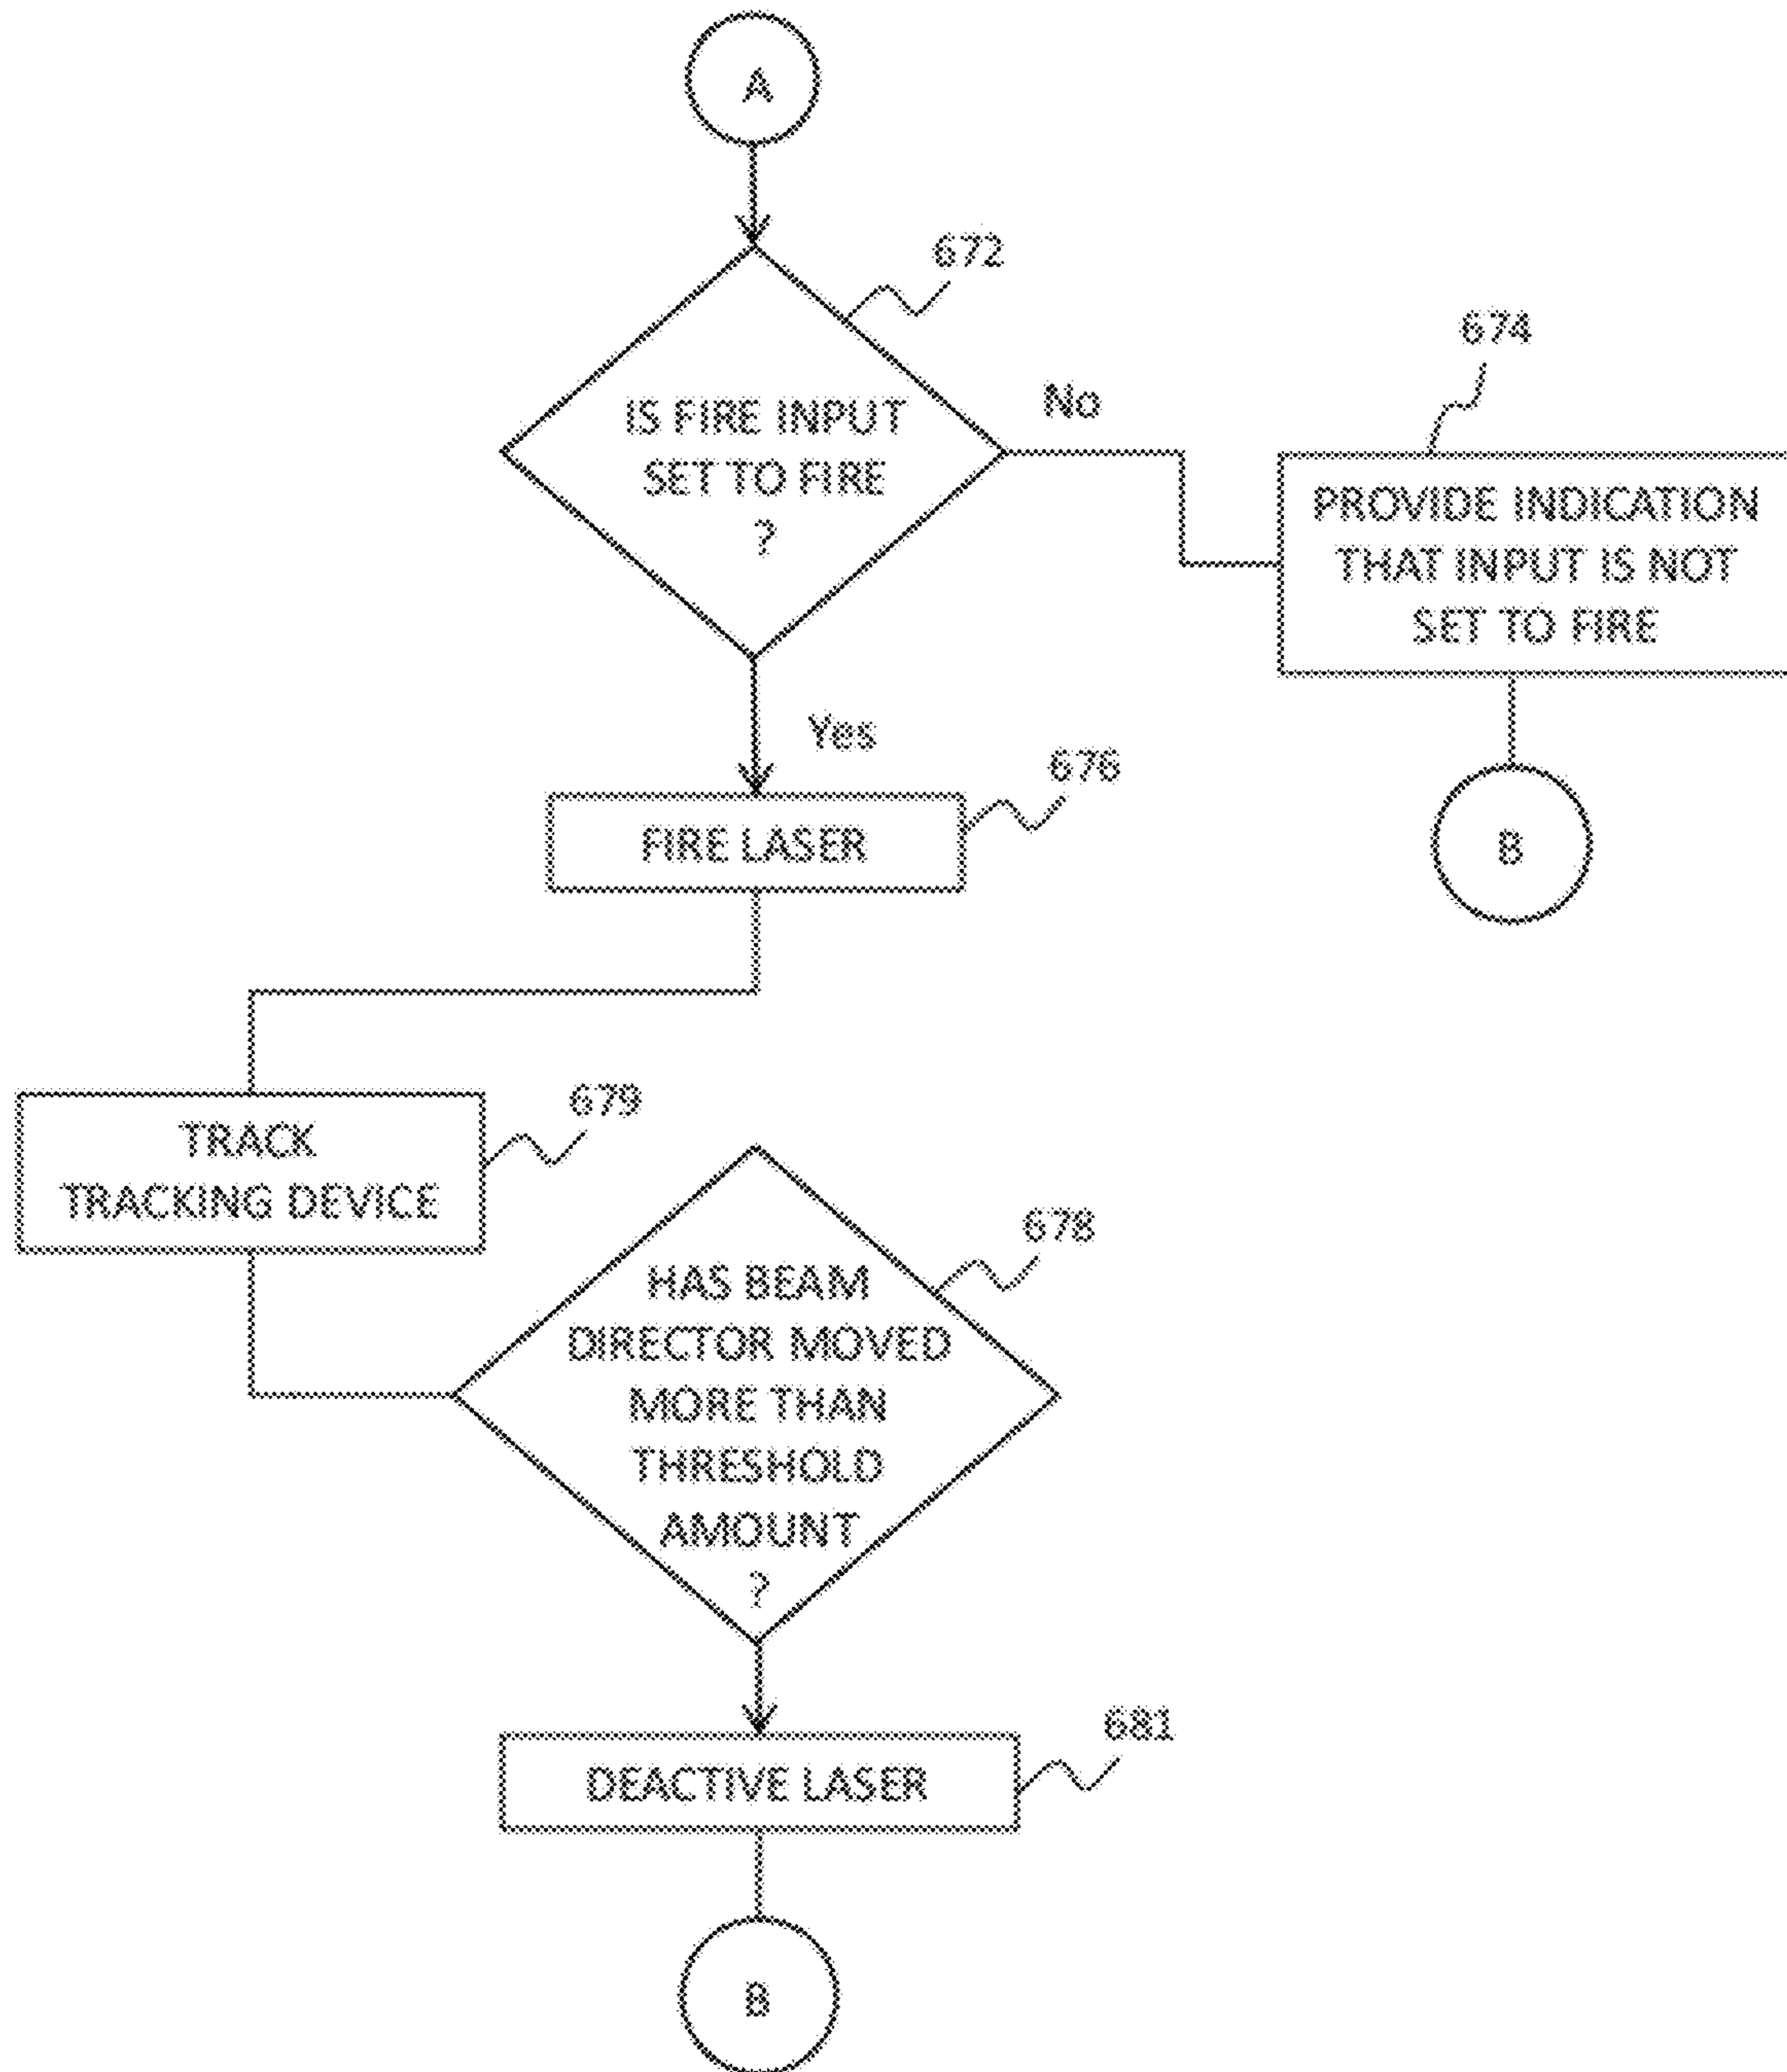 A
672
IS FIRE INPUT
SET TO FIRE
?
No
674
PROVIDE INDICATION
THAT INPUT IS NOT
SET TO FIRE
Yes
676
FIRE LASER
B
679
TRACK
TRACKING DEVICE
678
HAS BEAM
DIRECTOR MOVED
MORE THAN
THRESHOLD
AMOUNT
?
681
DEACTIVE LASER
B